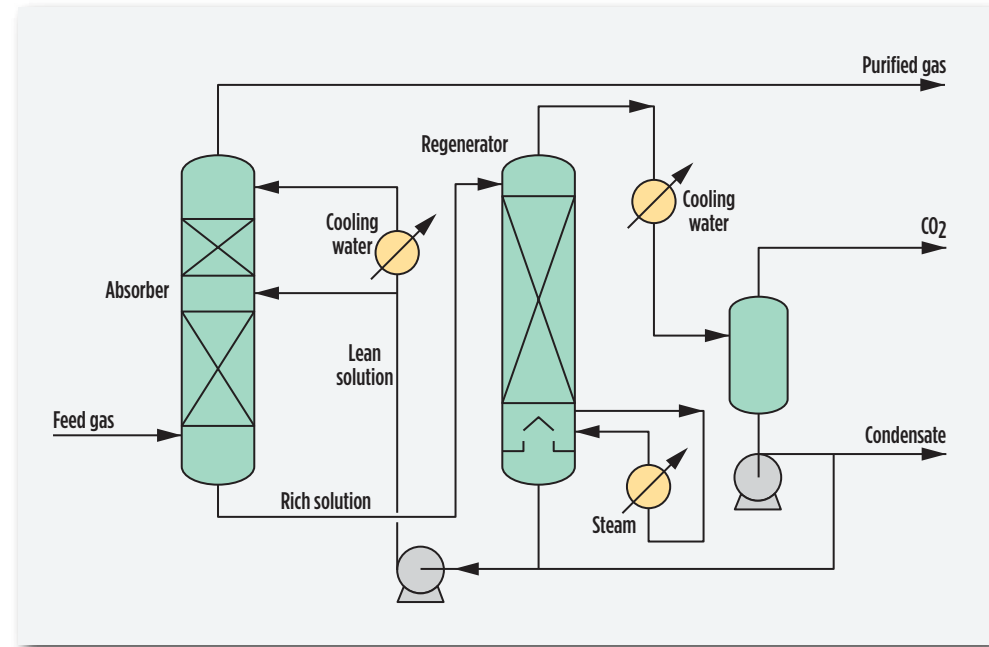 Purified gas
Regenerator
Cooling
water
Cooling
water
CO2
Absorber
Lean
solution
Feed gas
Condensate
Rich solution
Steam